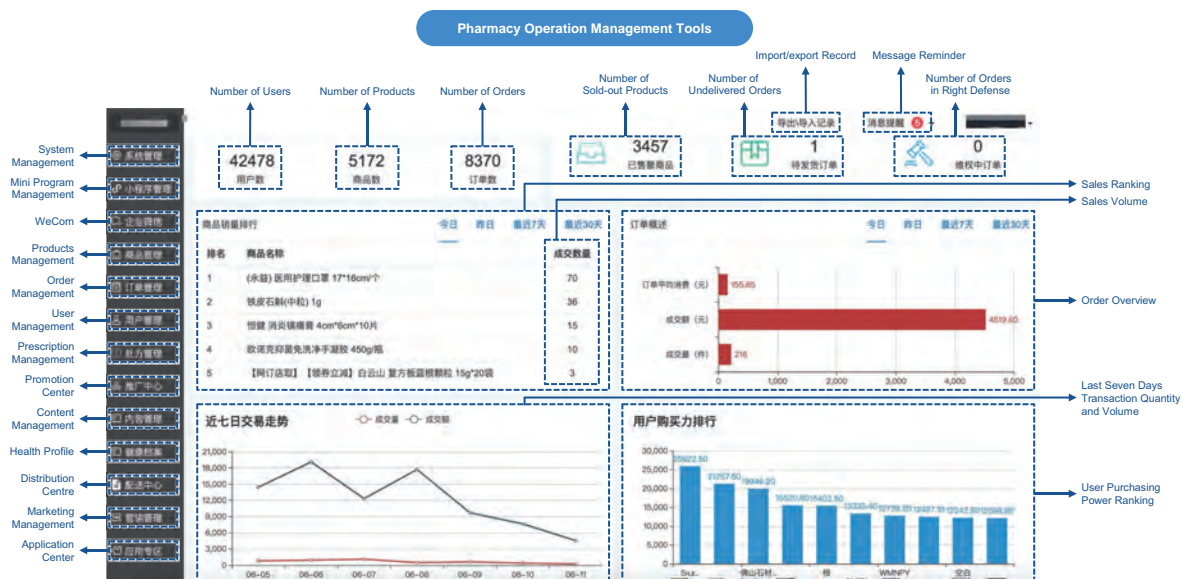 Pharmacy Operation Management Tools
Import/export Record
Message Reminder
Number of Users
Number of Products
Number of Orders
Number of
Sold-out Products
Number of
Undelivered Orders
Number of Orders
in Right Defense
导出\导入记录
消息提醒 5
42478
用户数
5172
商品数
8370
订单数
3457
已售罄商品
1
待发货订单
0
维权中订单
System
Management
系统管理
Mini Program
Management
小程序管理
WeCom
企业微信
Products
Management
商品管理
Order
Management
订单管理
User
Management
用户管理
Prescription
Management
处方管理
Promotion
Center
推广中心
Content
Management
内容管理
Health Profile
健康档案
Distribution
Centre
配送中心
Marketing
Management
营销管理
Application
Center
应用专区
Sales Ranking
Sales Volume
商品销量排行 今日 昨日 最近7天 最近30天
排名 商品名称 成交数量
1 (永益) 医用护理口罩 17*16cm/个 70
2 铁皮石斛(中粒) 1g 36
3 恒健 消炎镇痛膏 4cm*6cm*10片 15
4 欧诺克抑菌免洗净手凝胶 450g/瓶 10
5 【网订店取】【领券立减】白云山 复方板蓝根颗粒 15g*20袋 3
订单概述 今日 昨日 最近7天 最近30天
订单平均消费（元） 155.85
成交额（元）
成交量（件） 216
0 1,000 2,000 3,000 4,000 5,000
Order Overview
Last Seven Days
Transaction Quantity
and Volume
近七日交易走势 成交量 成交额
21,000
18,000
15,000
12,000
9,000
6,000
3,000
0
06-05 06-06 06-07 06-08 06-09 06-10 06-11
用户购买力排行
30,000
25,000
20,000
15,000
10,000
5,000
0
21257.50
19946.20
佛山石材... 根 WMNPY 空白
User Purchasing
Power Ranking